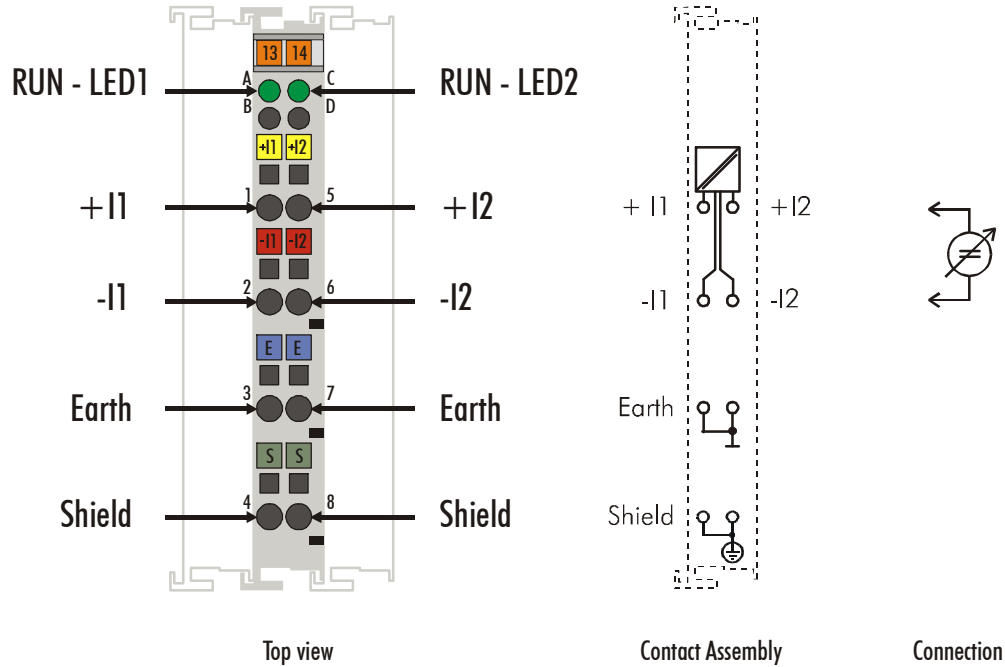 13 14
RUN - LED1 A C RUN - LED2
B D
+I1 +I2
+I1 1 5 +I2
-I1 -I2
-I1 2 6 -I2
E E
Earth 3 7 Earth
S S
Shield 4 8 Shield
+ I1 +I2
-I1 -I2
Earth
Shield
Top view
Contact Assembly
Connection